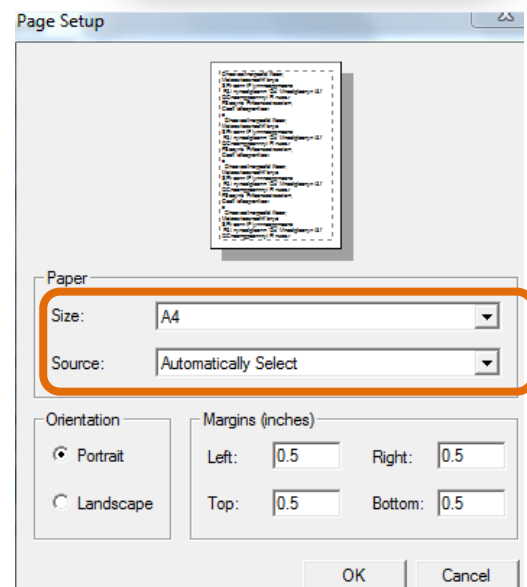 Page Setup
Paper
Size: A4
Source: Automatically Select
Orientation
Portrait
Landscape
Margins (inches)
Left: 0.5 Right: 0.5
Top: 0.5 Bottom: 0.5
OK Cancel